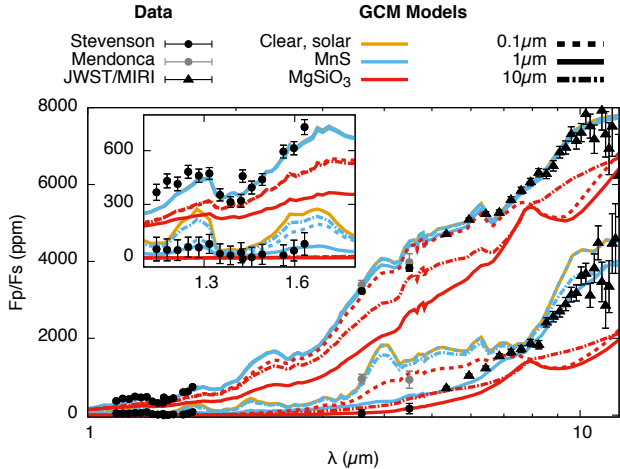 Data GCM Models
Stevenson Clear, solar 0.1μm
Mendonca MnS 1μm
JWST/MIRI MgSiO₃ 10μm
8000
6000
4000
2000
0
Fp/Fs (ppm)
600
300
0
1.3 1.6
1 10
λ (μm)